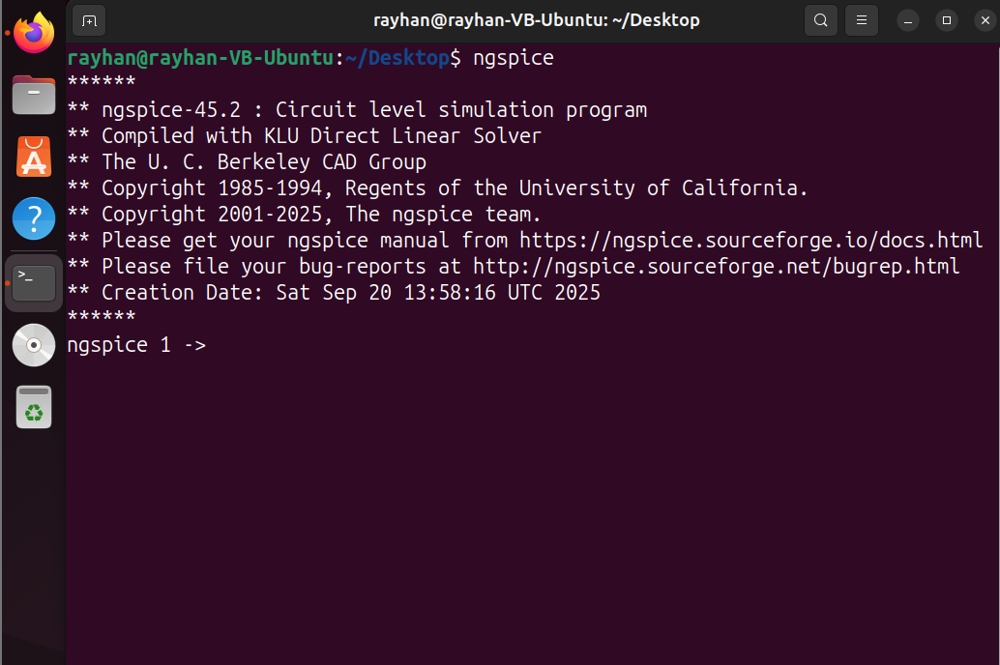 rayhan@rayhan-VB-Ubuntu: ~/Desktop
rayhan@rayhan-VB-Ubuntu:~/Desktop$ ngspice
******
** ngspice-45.2 : Circuit level simulation program
** Compiled with KLU Direct Linear Solver
** The U. C. Berkeley CAD Group
** Copyright 1985-1994, Regents of the University of California.
** Copyright 2001-2025, The ngspice team.
** Please get your ngspice manual from https://ngspice.sourceforge.io/docs.html
** Please file your bug-reports at http://ngspice.sourceforge.net/bugrep.html
** Creation Date: Sat Sep 20 13:58:16 UTC 2025
******
ngspice 1 ->